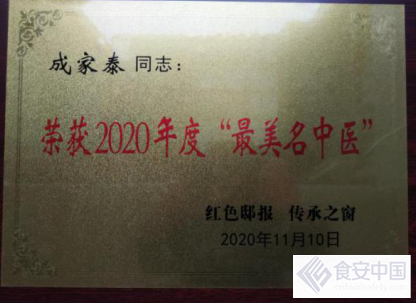 成家泰 同志：
荣获2020年度“最美名中医”
红色邸报 传承之窗
2020年11月10日
食安中国